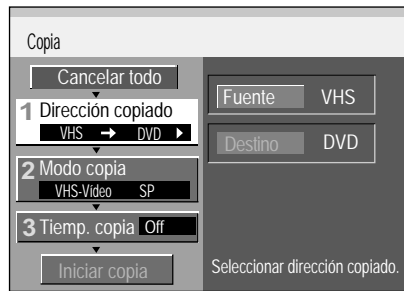 Copia
Cancelar todo
1 Dirección copiado
VHS → DVD
2 Modo copia
VHS-Vídeo SP
3 Tiemp. copia Off
Iniciar copia
Fuente VHS
Destino DVD
Seleccionar dirección copiado.